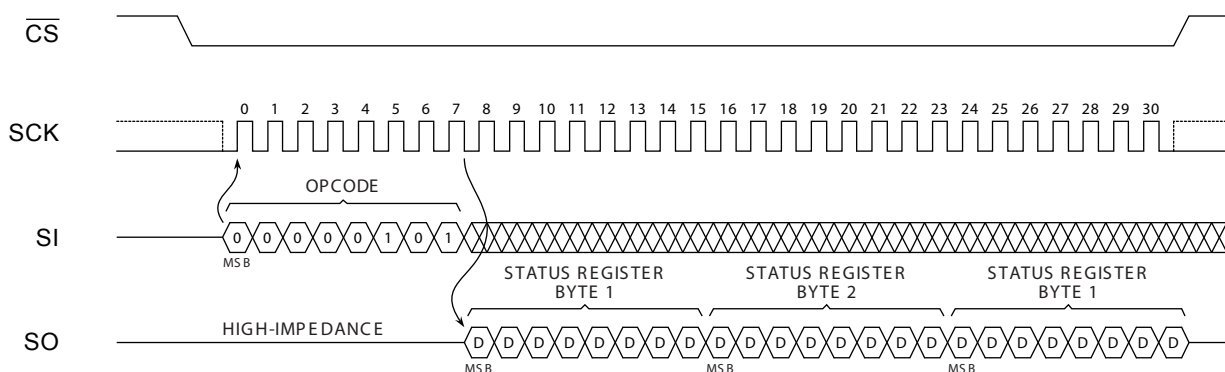 CS
0 1 2 3 4 5 6 7 8 9 10 11 12 13 14 15 16 17 18 19 20 21 22 23 24 25 26 27 28 29 30
SCK
OPCODE
SI
0 0 0 0 0 1 0 1
MSB
STATUS REGISTER
BYTE 1
STATUS REGISTER
BYTE 2
STATUS REGISTER
BYTE 1
HIGH-IMPEDANCE
SO
D D D D D D D D D D D D D D D D D D D D D D D D
MSB MSB MSB